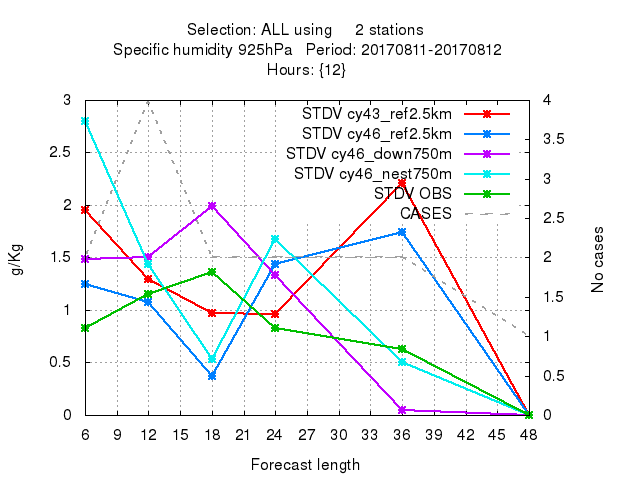 Selection: ALL using 2 stations
Specific humidity 925hPa Period: 20170811-20170812
Hours: {12}
3
2.5
2
1.5
1
0.5
0
g/Kg
STDV cy43_ref2.5km
STDV cy46_ref2.5km
STDV cy46_down750m
STDV cy46_nest750m
STDV OBS
CASES
4
3.5
3
2.5
2
1.5
1
0.5
0
No cases
6 9 12 15 18 21 24 27 30 33 36 39 42 45 48
Forecast length